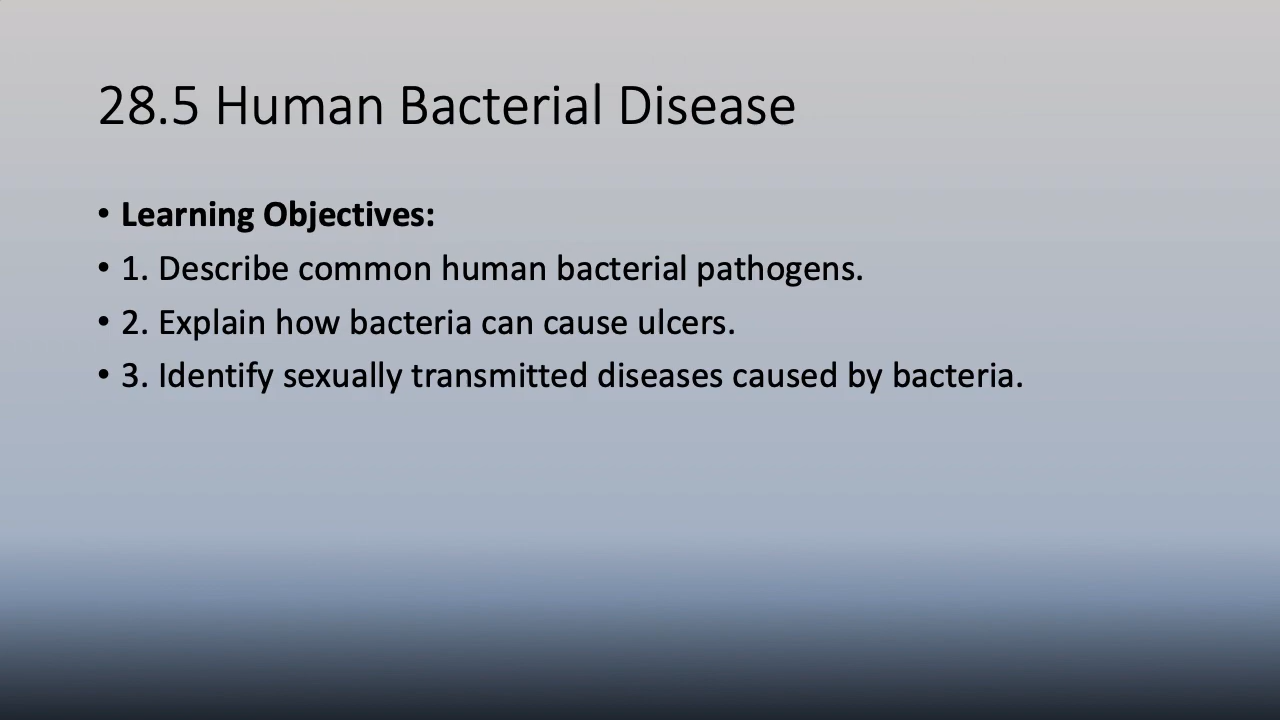 28.5 Human Bacterial Disease
• Learning Objectives:
• 1. Describe common human bacterial pathogens.
• 2. Explain how bacteria can cause ulcers.
• 3. Identify sexually transmitted diseases caused by bacteria.